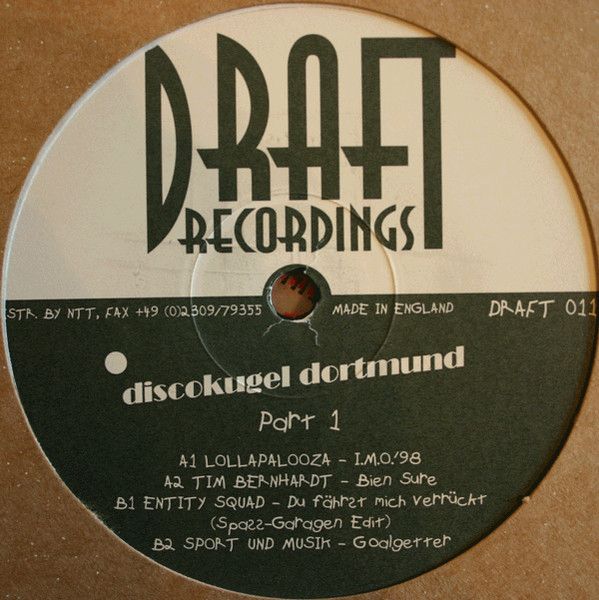 DRAFT
RECORDINGS
STR. BY NTT, FAX +49 (0)2309/79355 MADE IN ENGLAND DRAFT 011
discokugel dortmund
Part 1
A1 LOLLAPALOOZA - I.M.O.'98
A2 TIM BERNHARDT - Bien Sure
B1 ENTITY SQUAD - Du fährst mich verrückt
(Spass-Garagen Edit)
B2 SPORT UND MUSIK - Goalgetter